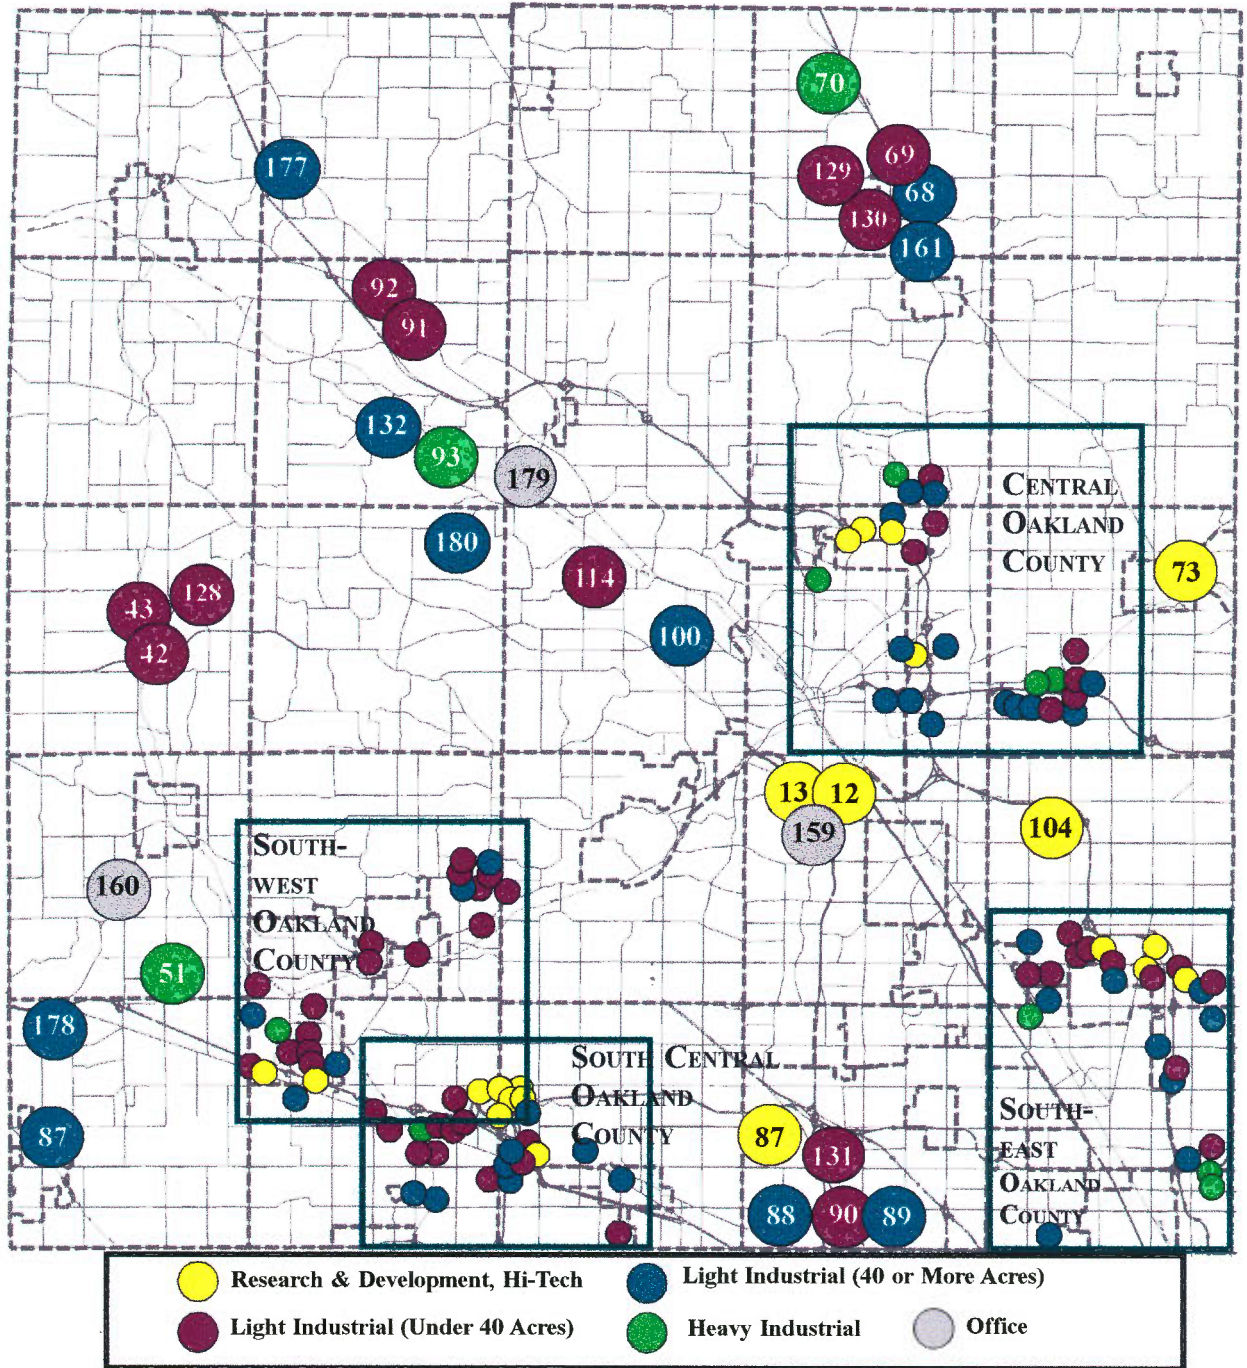 70
69
129
177
68
130
161
92
91
132
93
179
CENTRAL
OAKLAND
COUNTY
180
73
114
128
43
100
42
13
12
159
104
SOUTH-
WEST
OAKLAND
COUNTY
160
51
178
SOUTH CENTRAL
OAKLAND
COUNTY
SOUTH-
EAST
OAKLAND
COUNTY
87
87
131
88
90
89
Research & Development, Hi-Tech
Light Industrial (40 or More Acres)
Light Industrial (Under 40 Acres)
Heavy Industrial
Office